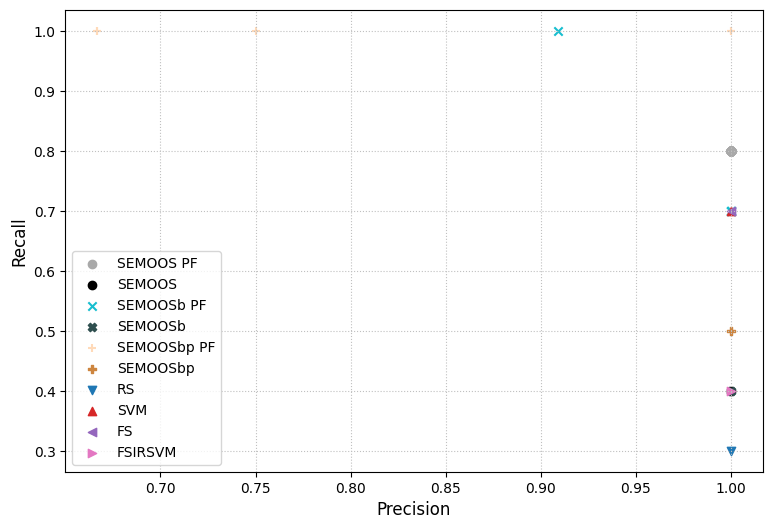 1.0
0.9
0.8
0.7
0.6
0.5
0.4
0.3
Recall
SEMOOS PF
SEMOOS
SEMOOSb PF
SEMOOSb
SEMOOSbp PF
SEMOOSbp
RS
SVM
FS
FSIRSVM
0.70 0.75 0.80 0.85 0.90 0.95 1.00
Precision